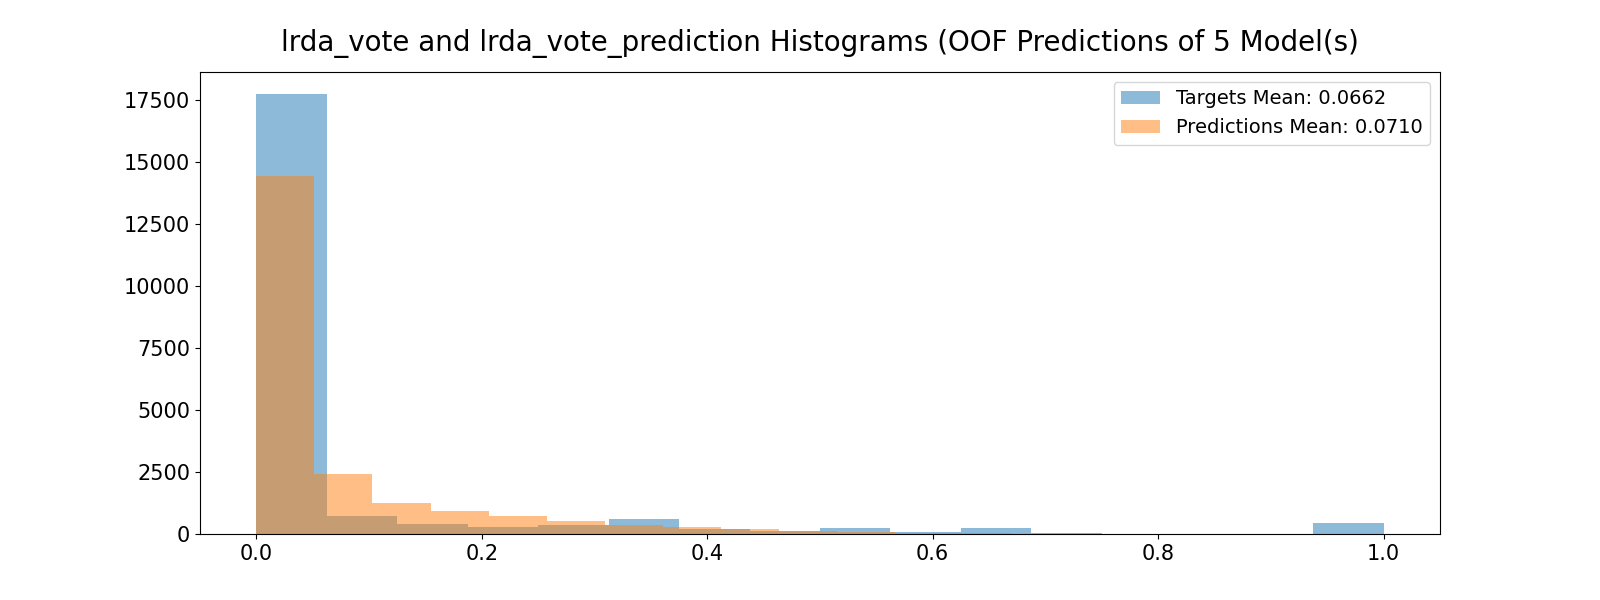 lrda_vote and lrda_vote_prediction Histograms (OOF Predictions of 5 Model(s)
Targets Mean: 0.0662
Predictions Mean: 0.0710
17500
15000
12500
10000
7500
5000
2500
0
0.0 0.2 0.4 0.6 0.8 1.0